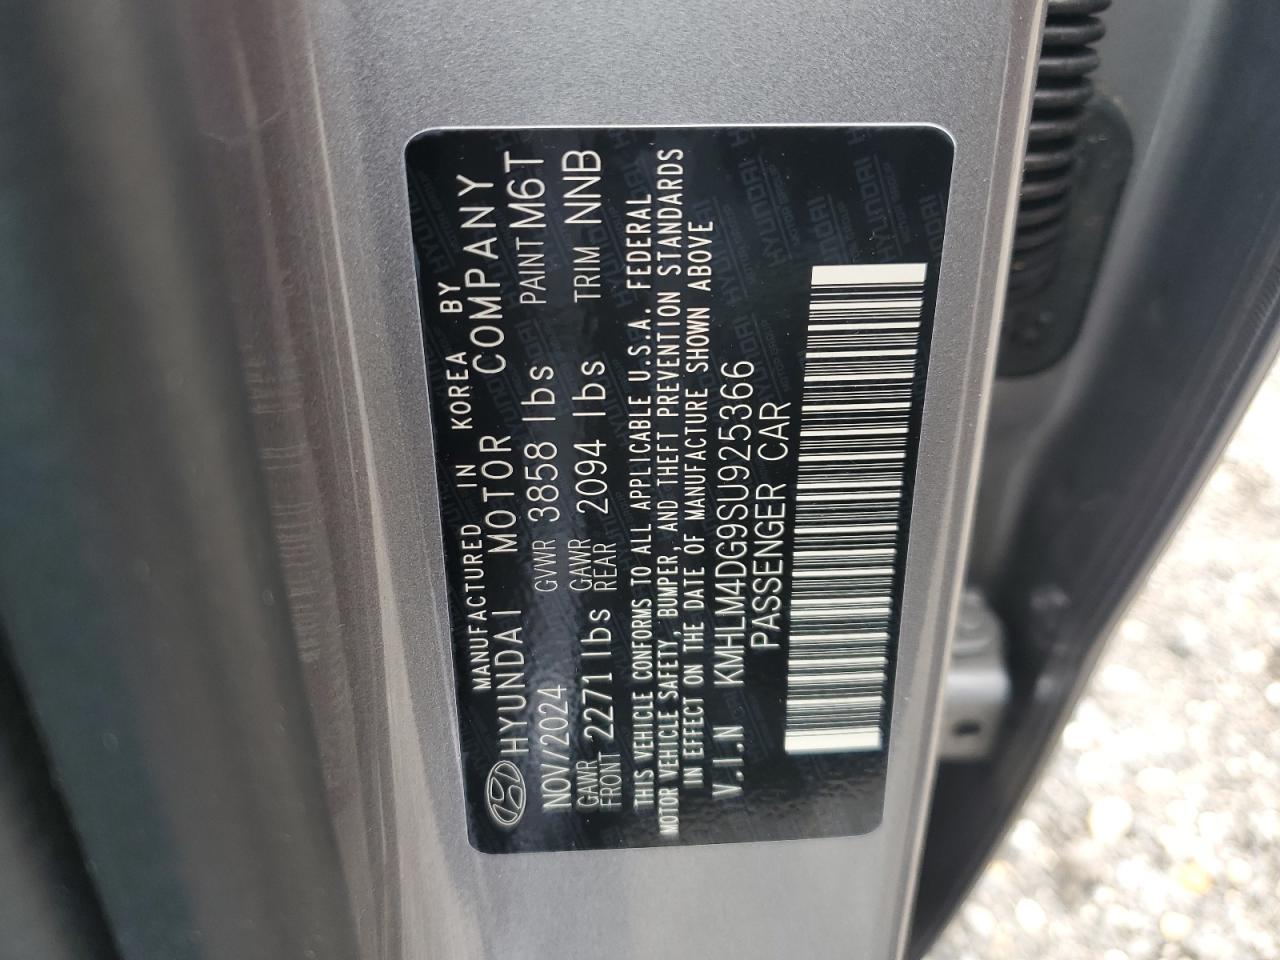 MANUFACTURED IN KOREA BY
HYUNDAI MOTOR COMPANY
NOV/2024 GVWR 3858 lbs PAINT M6T
GAWR FRONT 2271 lbs GAWR REAR 2094 lbs TRIM NNB
THIS VEHICLE CONFORMS TO ALL APPLICABLE U.S.A. FEDERAL
MOTOR VEHICLE SAFETY, BUMPER, AND THEFT PREVENTION STANDARDS
IN EFFECT ON THE DATE OF MANUFACTURE SHOWN ABOVE
V.I.N KMHLM4DG9SU925366
PASSENGER CAR